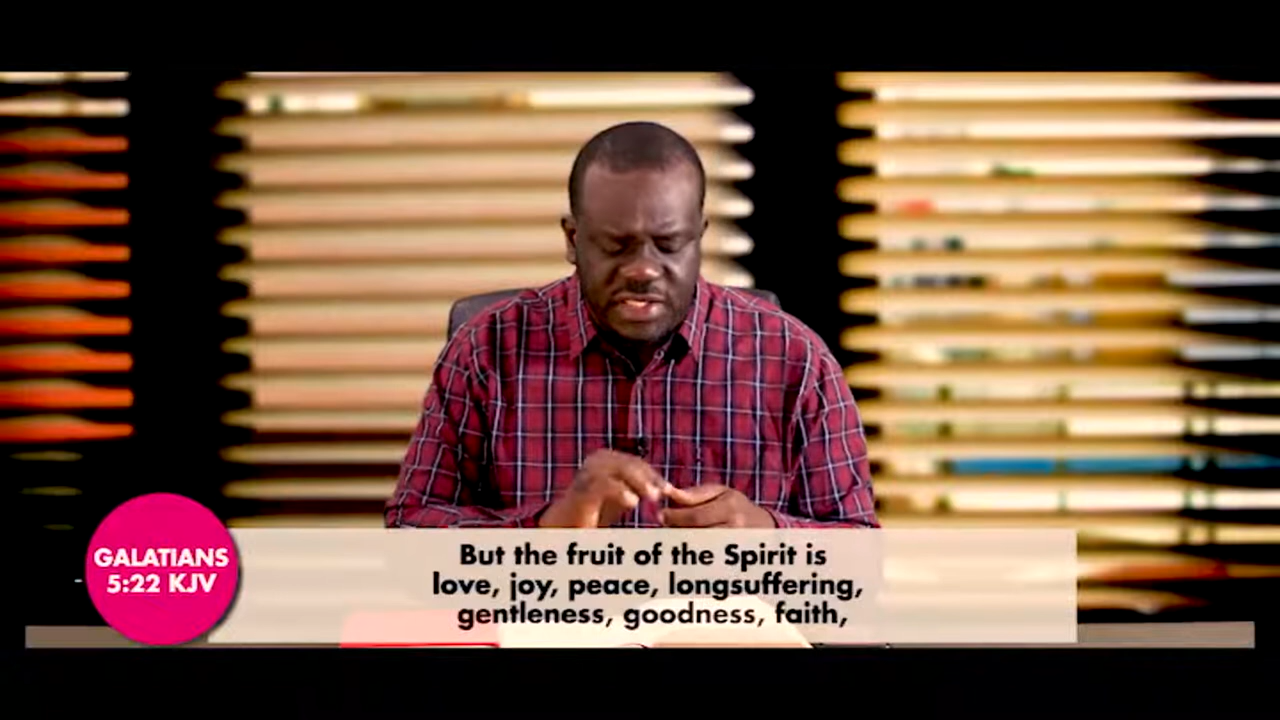 GALATIANS
5:22 KJV
But the fruit of the Spirit is
love, joy, peace, longsuffering,
gentleness, goodness, faith,